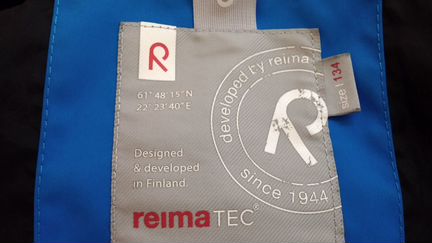 R
61° 48' 15"N
22° 23' 40"E
developed by reima
R
since 1944
size: 134
Designed
& developed
in Finland.
reimaTEC®